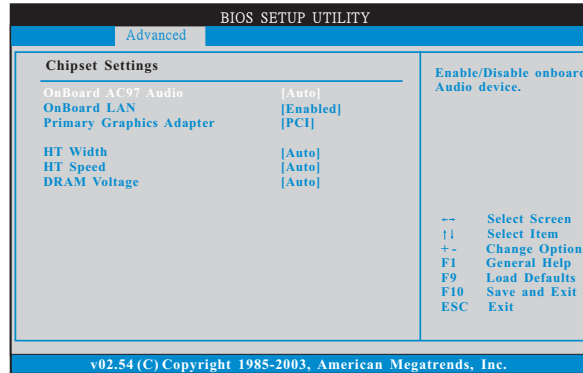 BIOS SETUP UTILITY
Advanced
Chipset Settings
OnBoard AC97 Audio [Auto]
OnBoard LAN [Enabled]
Primary Graphics Adapter [PCI]
HT Width [Auto]
HT Speed [Auto]
DRAM Voltage [Auto]
Enable/Disable onboard
Audio device.
←→ Select Screen
↑↓ Select Item
+ - Change Option
F1 General Help
F9 Load Defaults
F10 Save and Exit
ESC Exit
v02.54 (C) Copyright 1985-2003, American Megatrends, Inc.